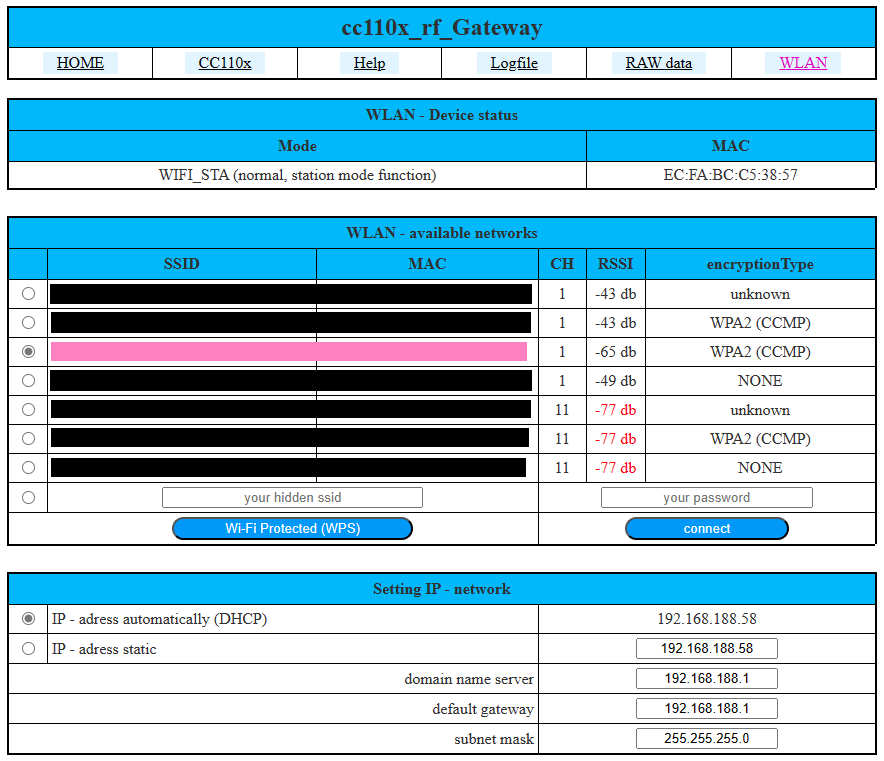 cc110x_rf_Gateway
HOME CC110x Help Logfile RAW data WLAN
WLAN - Device status
Mode MAC
WIFI_STA (normal, station mode function) EC:FA:BC:C5:38:57
WLAN - available networks
SSID MAC CH RSSI encryptionType
1 -43 db unknown
1 -43 db WPA2 (CCMP)
1 -65 db WPA2 (CCMP)
1 -49 db NONE
11 -77 db unknown
11 -77 db WPA2 (CCMP)
11 -77 db NONE
your hidden ssid your password
Wi-Fi Protected (WPS) connect
Setting IP - network
IP - adress automatically (DHCP) 192.168.188.58
IP - adress static 192.168.188.58
domain name server 192.168.188.1
default gateway 192.168.188.1
subnet mask 255.255.255.0